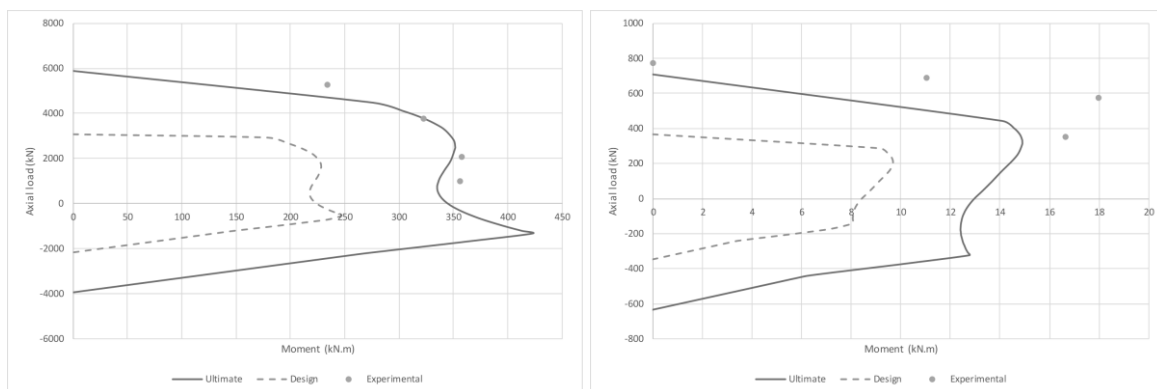 8000
6000
4000
2000
0
-2000
-4000
-6000
0 50 100 150 200 250 300 350 400 450
Axial load (kN)
Moment (kN.m)
Ultimate Design Experimental
1000
800
600
400
200
0
-200
-400
-600
-800
0 2 4 6 8 10 12 14 16 18 20
Axial load (kN)
Moment (kN.m)
Ultimate Design Experimental